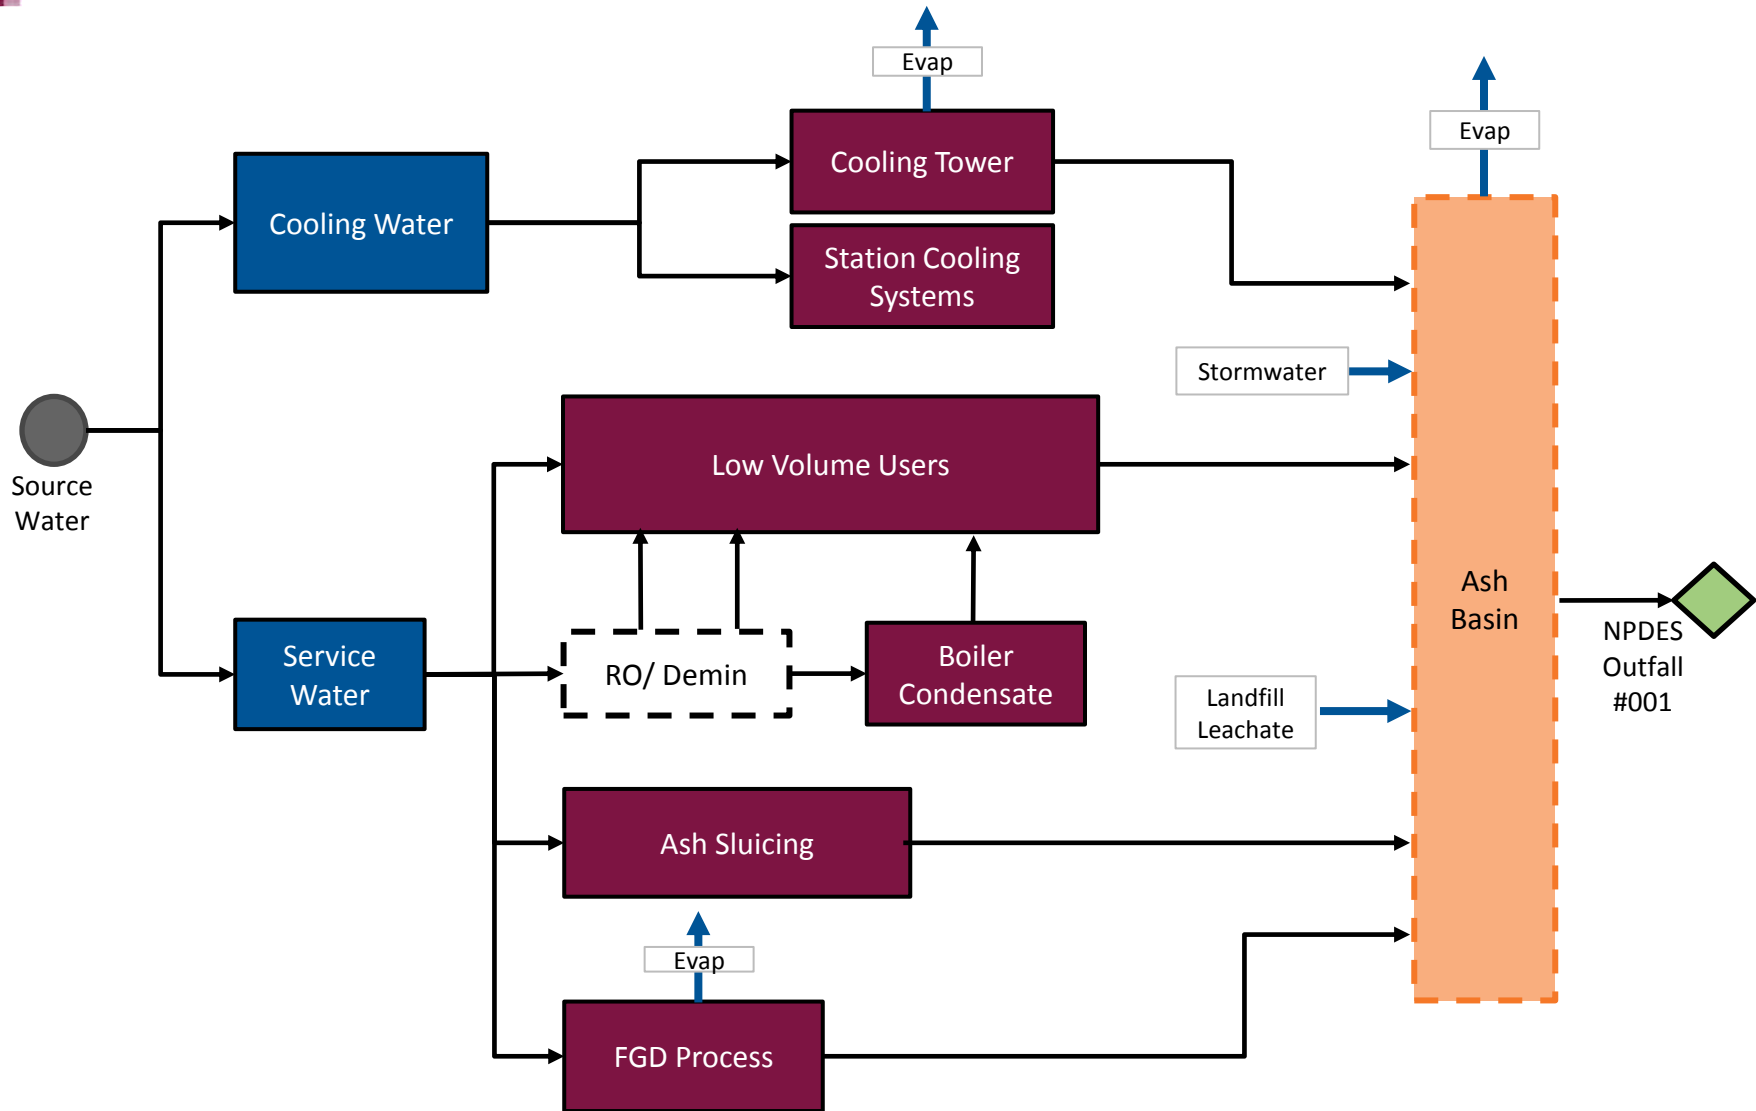 Evap
Evap
Cooling Tower
Cooling Water
Station Cooling
Systems
Stormwater
Low Volume Users
Source
Water
Ash
Basin
NPDES
Outfall
#001
Service
Water
RO/ Demin
Boiler
Condensate
Landfill
Leachate
Ash Sluicing
Evap
FGD Process